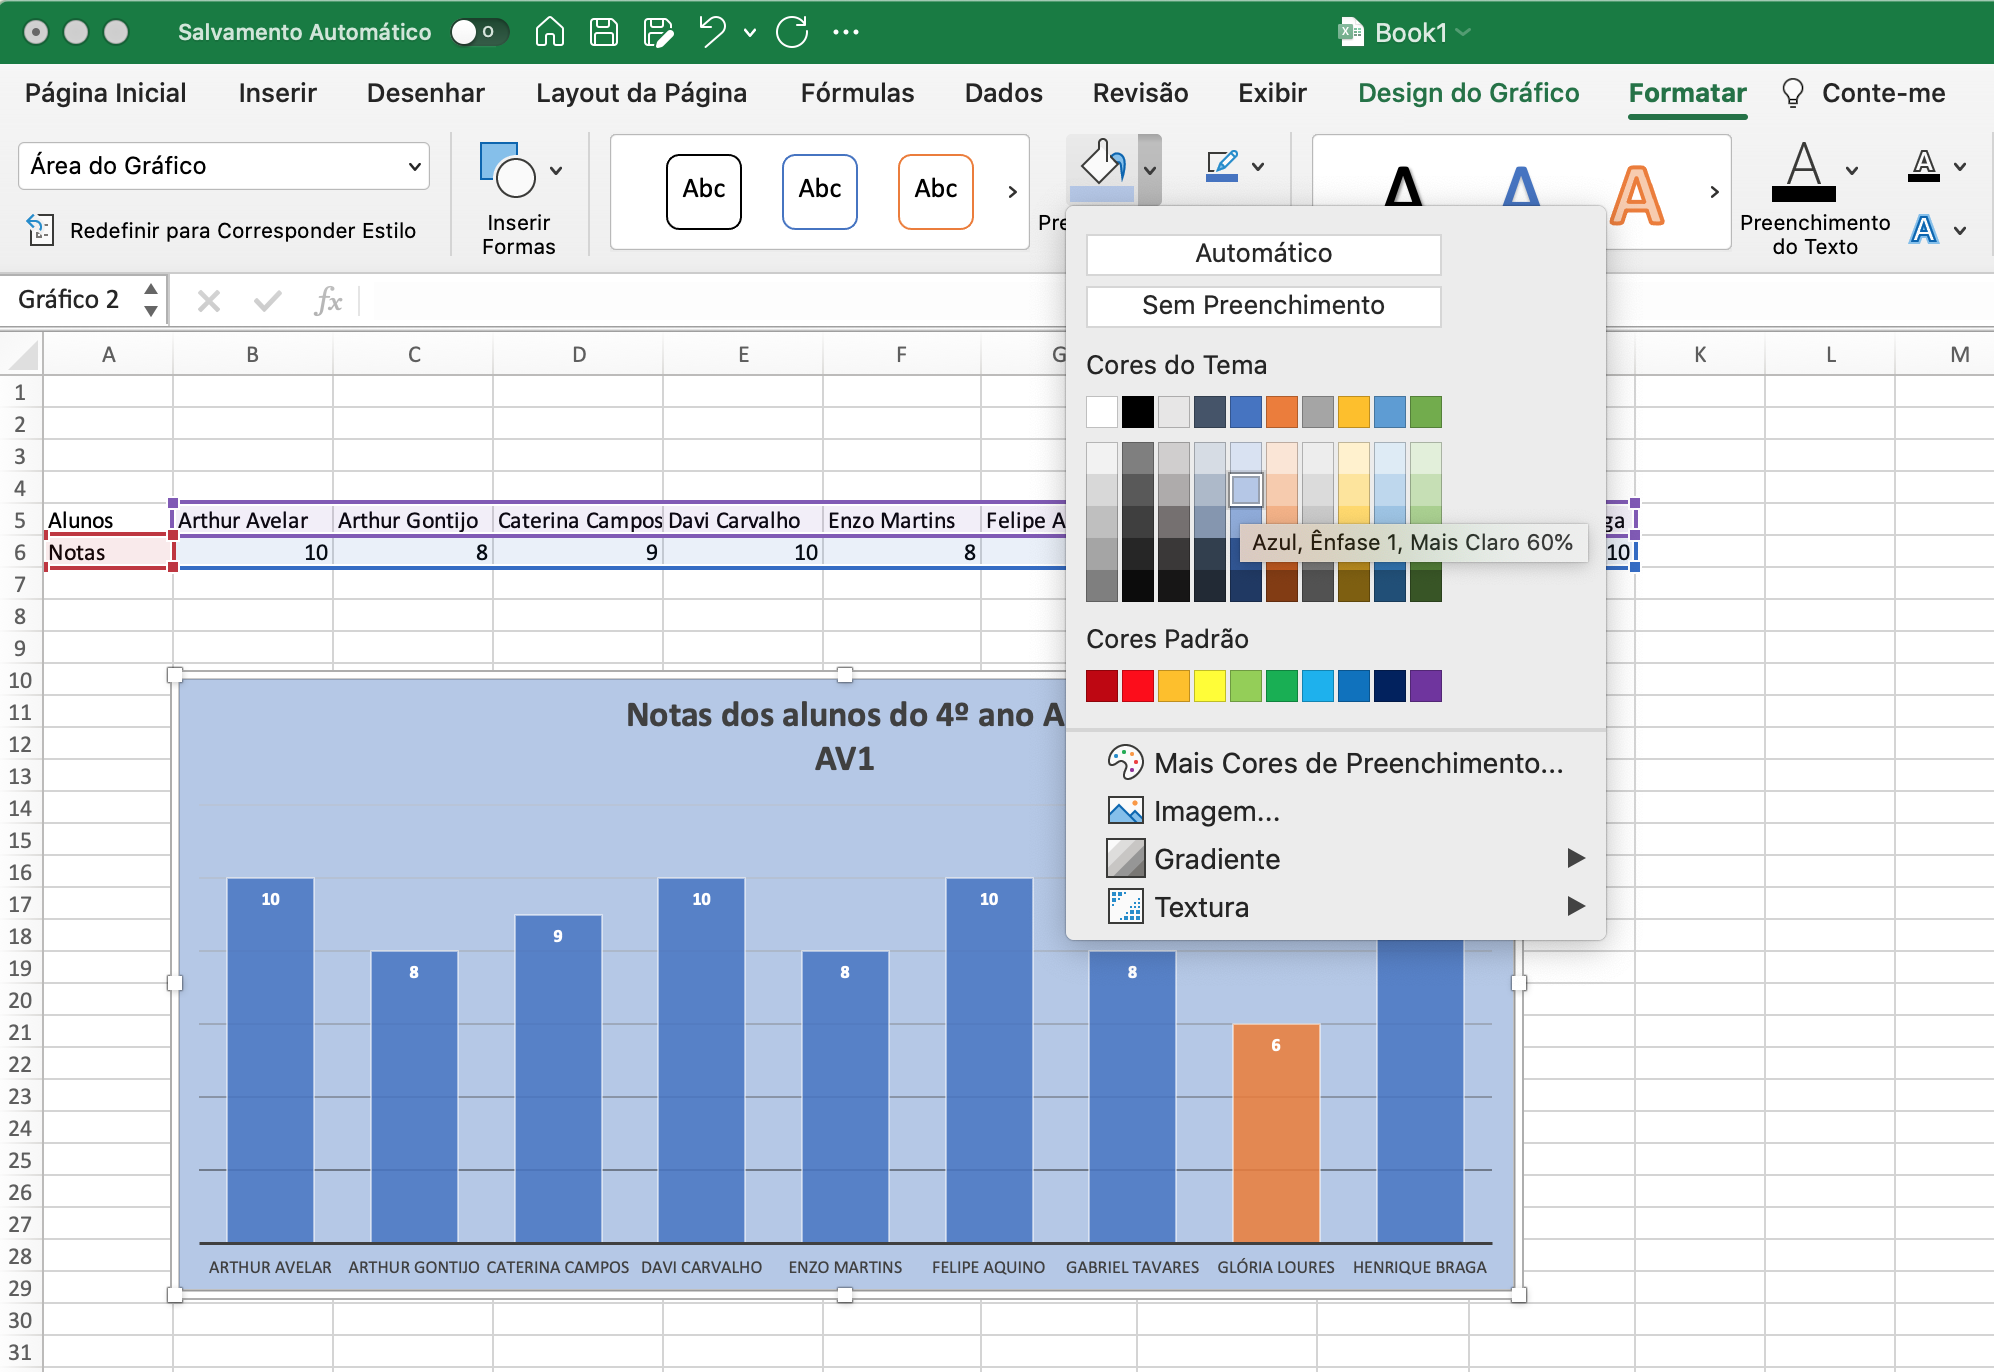 Salvamento Automático
Book1
Página Inicial Inserir Desenhar Layout da Página Fórmulas Dados Revisão Exibir Design do Gráfico Formatar Conte-me
Área do Gráfico
Redefinir para Corresponder Estilo
Inserir
Formas
Abc Abc Abc
Pre
A A A
Preenchimento
do Texto
Automático
Sem Preenchimento
Cores do Tema
Azul, Ênfase 1, Mais Claro 60%
Cores Padrão
Mais Cores de Preenchimento...
Imagem...
Gradiente
Textura
Gráfico 2 fx
A B C D E F G K L M
1
2
3
4
5 Alunos Arthur Avelar Arthur Gontijo Caterina Campos Davi Carvalho Enzo Martins Felipe A ga
6 Notas 10 8 9 10 8 10
7
8
9
10
11
12
13
14
15
16
17
18
19
20
21
22
23
24
25
26
27
28
29
30
31
Notas dos alunos do 4º ano A
AV1
10 8 9 10 8 10 8 6
ARTHUR AVELAR ARTHUR GONTIJO CATERINA CAMPOS DAVI CARVALHO ENZO MARTINS FELIPE AQUINO GABRIEL TAVARES GLÓRIA LOURES HENRIQUE BRAGA